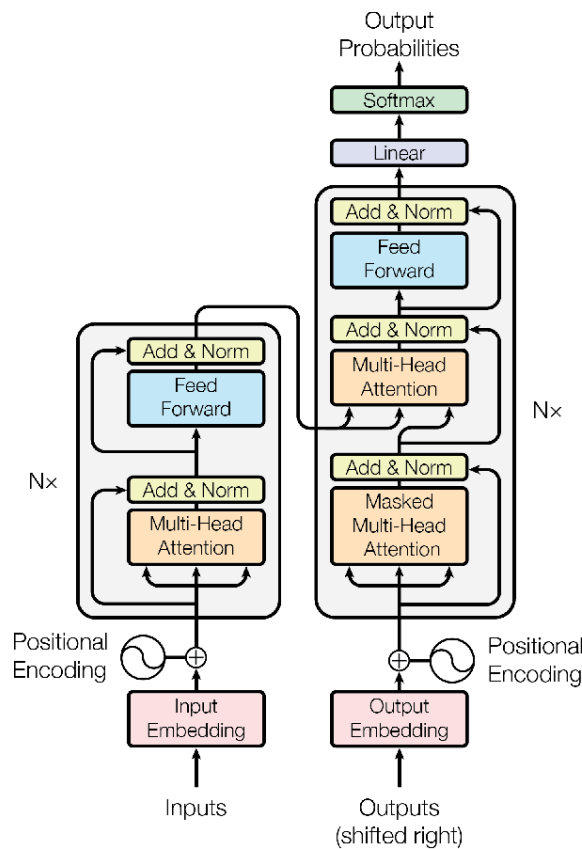 Output
Probabilities
Softmax
Linear
Add & Norm
Feed
Forward
Add & Norm
Multi-Head
Attention
Add & Norm
Masked
Multi-Head
Attention
N×
Add & Norm
Feed
Forward
Add & Norm
Multi-Head
Attention
N×
Positional
Encoding
Positional
Encoding
Input
Embedding
Output
Embedding
Inputs
Outputs
(shifted right)